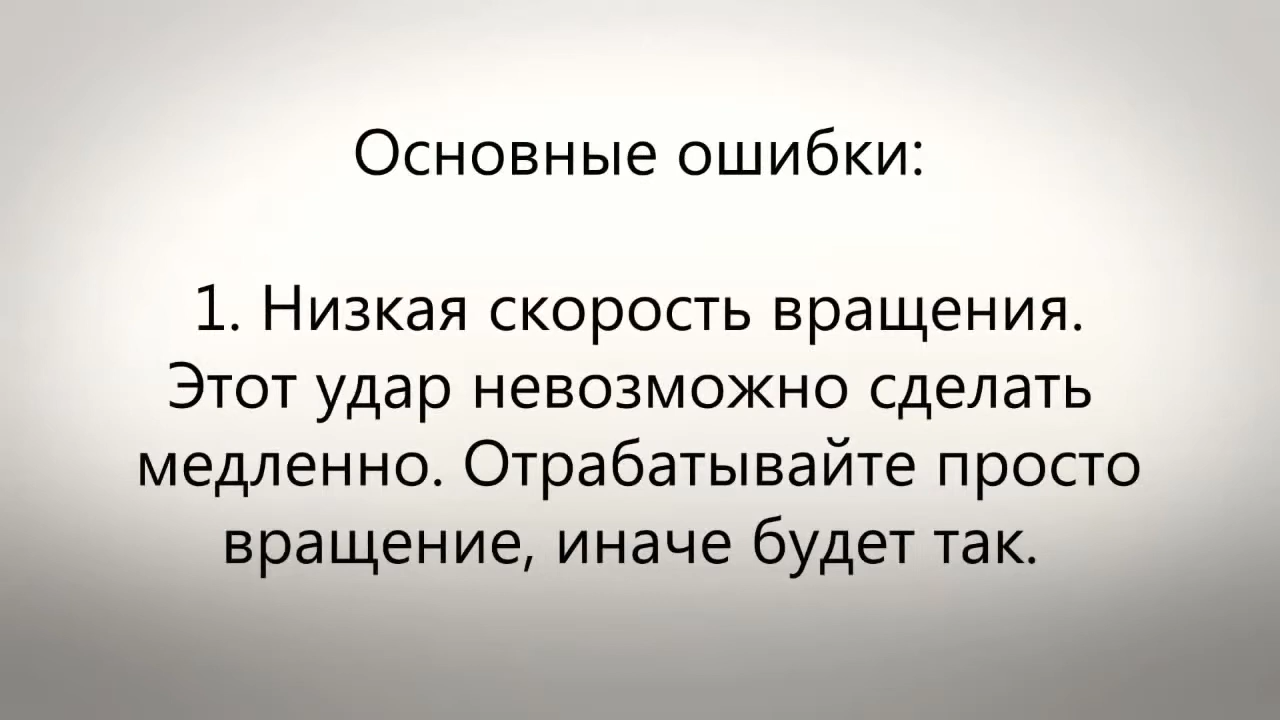 Основные ошибки:
1. Низкая скорость вращения.
Этот удар невозможно сделать
медленно. Отрабатывайте просто
вращение, иначе будет так.